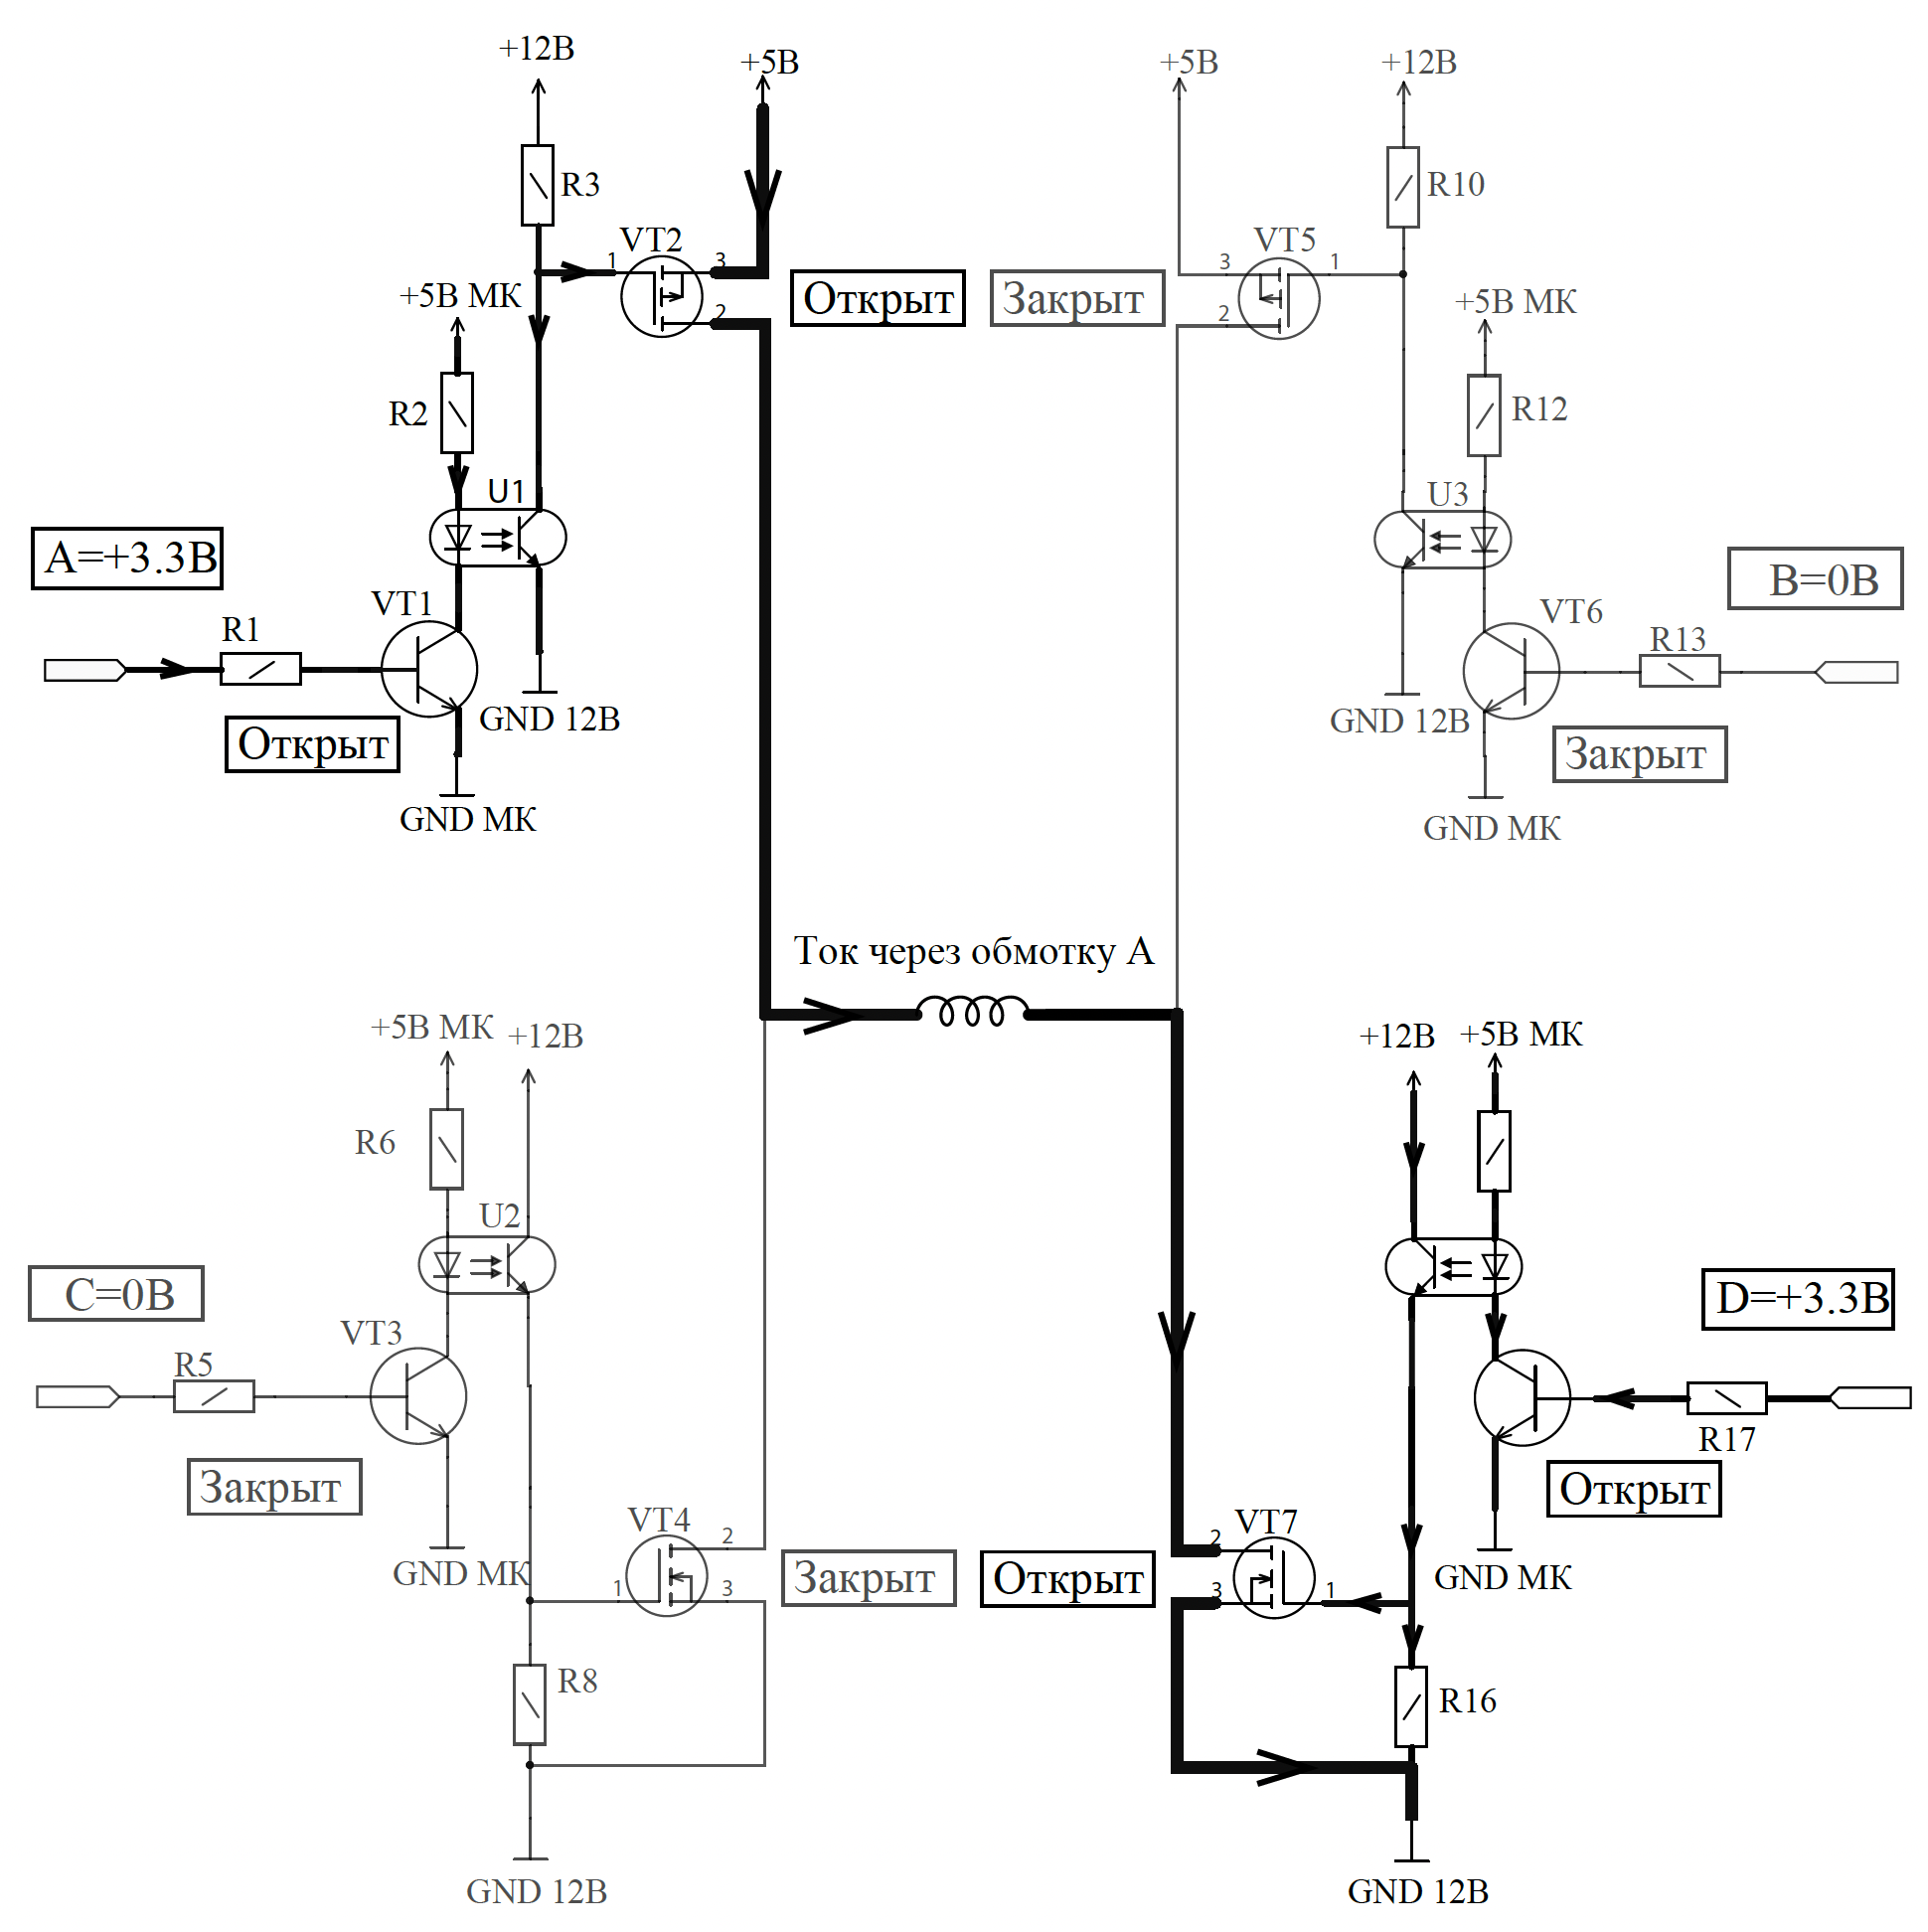 +12В
+5В
+5В
+12В
R3
R10
VT2
VT5
1
3
3
1
+5В МК
2
Открыт
Закрыт
2
+5В МК
R2
R12
U1
U3
A=+3.3В
B=0В
VT1
VT6
R1
R13
GND 12В
GND 12В
Открыт
Закрыт
GND МК
GND МК
Ток через обмотку А
+5В МК
+12В
+12В
+5В МК
R6
U2
C=0В
D=+3.3В
VT3
R5
R17
Закрыт
Открыт
VT4
VT7
2
2
GND МК
Закрыт
Открыт
GND МК
1
3
3
1
R8
R16
GND 12В
GND 12В